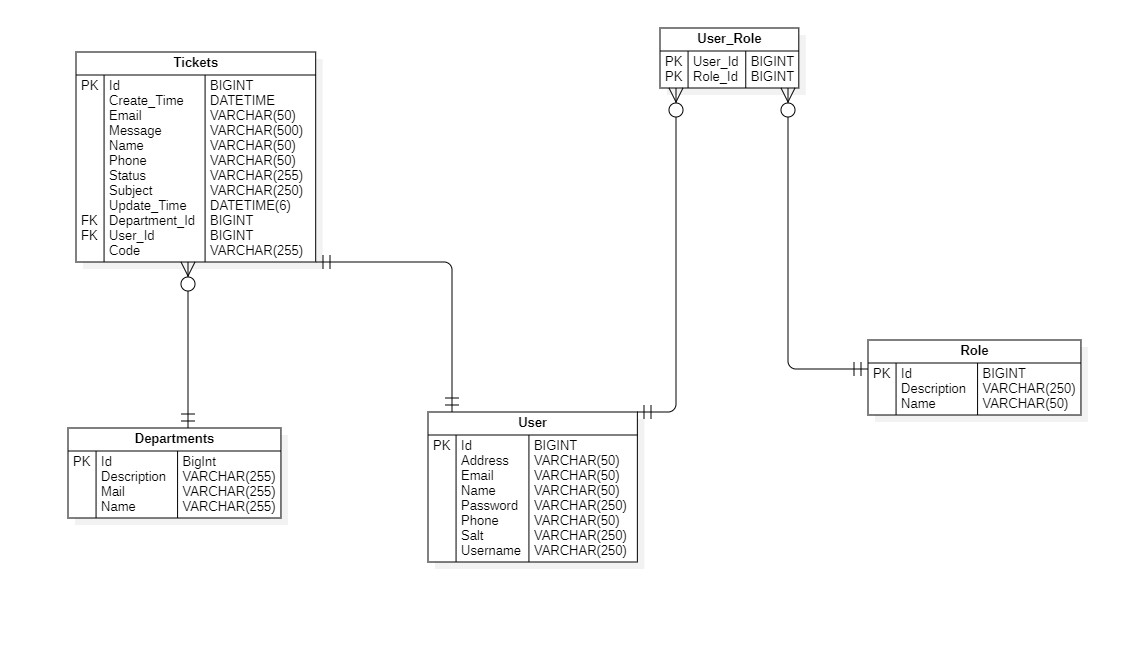 Tickets
PK Id BIGINT
Create_Time DATETIME
Email VARCHAR(50)
Message VARCHAR(500)
Name VARCHAR(50)
Phone VARCHAR(50)
Status VARCHAR(255)
Subject VARCHAR(250)
Update_Time DATETIME(6)
FK Department_Id BIGINT
FK User_Id BIGINT
Code VARCHAR(255)
User_Role
PK User_Id BIGINT
PK Role_Id BIGINT
Role
PK Id BIGINT
Description VARCHAR(250)
Name VARCHAR(50)
Departments
PK Id BigInt
Description VARCHAR(255)
Mail VARCHAR(255)
Name VARCHAR(255)
User
PK Id BIGINT
Address VARCHAR(50)
Email VARCHAR(50)
Name VARCHAR(50)
Password VARCHAR(250)
Phone VARCHAR(50)
Salt VARCHAR(250)
Username VARCHAR(250)